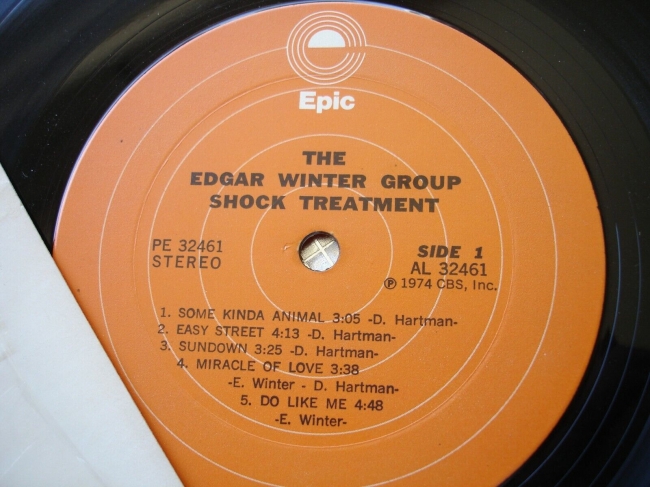 Epic
THE
EDGAR WINTER GROUP
SHOCK TREATMENT
PE 32461
STEREO
SIDE 1
AL 32461
Ⓟ 1974 CBS, Inc.
1. SOME KINDA ANIMAL 3:05 -D. Hartman-
2. EASY STREET 4:13 -D. Hartman-
3. SUNDOWN 3:25 -D. Hartman-
4. MIRACLE OF LOVE 3:38
-E. Winter - D. Hartman-
5. DO LIKE ME 4:48
-E. Winter-